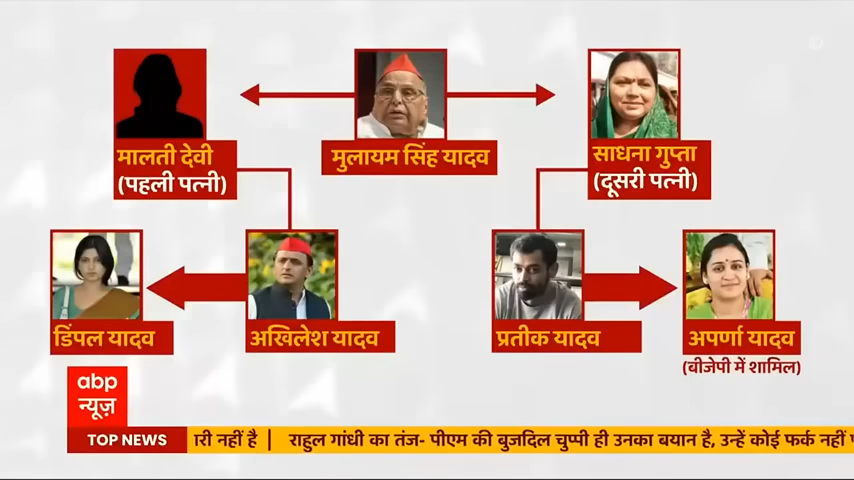 मालती देवी
(पहली पत्नी)
मुलायम सिंह यादव
साधना गुप्ता
(दूसरी पत्नी)
डिंपल यादव
अखिलेश यादव
प्रतीक यादव
अपर्णा यादव
(बीजेपी में शामिल)
abp
न्यूज़
TOP NEWS
ारी नहीं है | राहुल गांधी का तंज- पीएम की बुजदिल चुप्पी ही उनका बयान है, उन्हें कोई फर्क नहीं